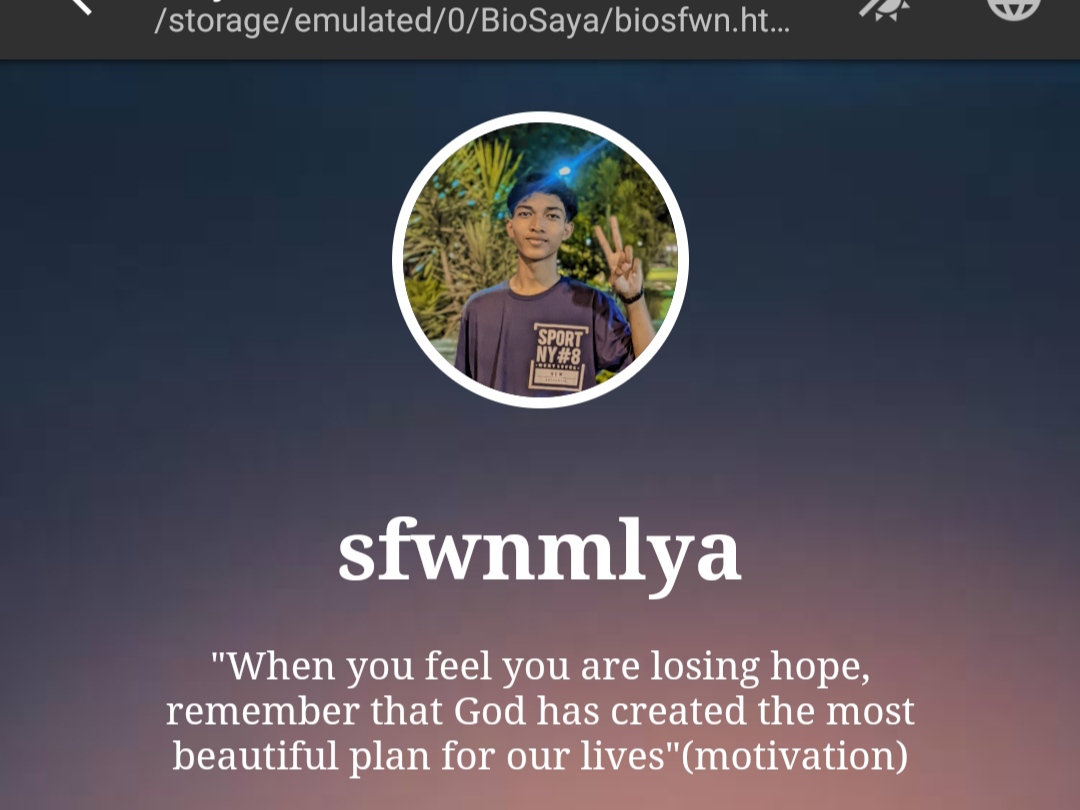 /storage/emulated/0/BioSaya/biosfwn.ht...
SPORT
NY#8
sfwnmlya
"When you feel you are losing hope,
remember that God has created the most
beautiful plan for our lives"(motivation)